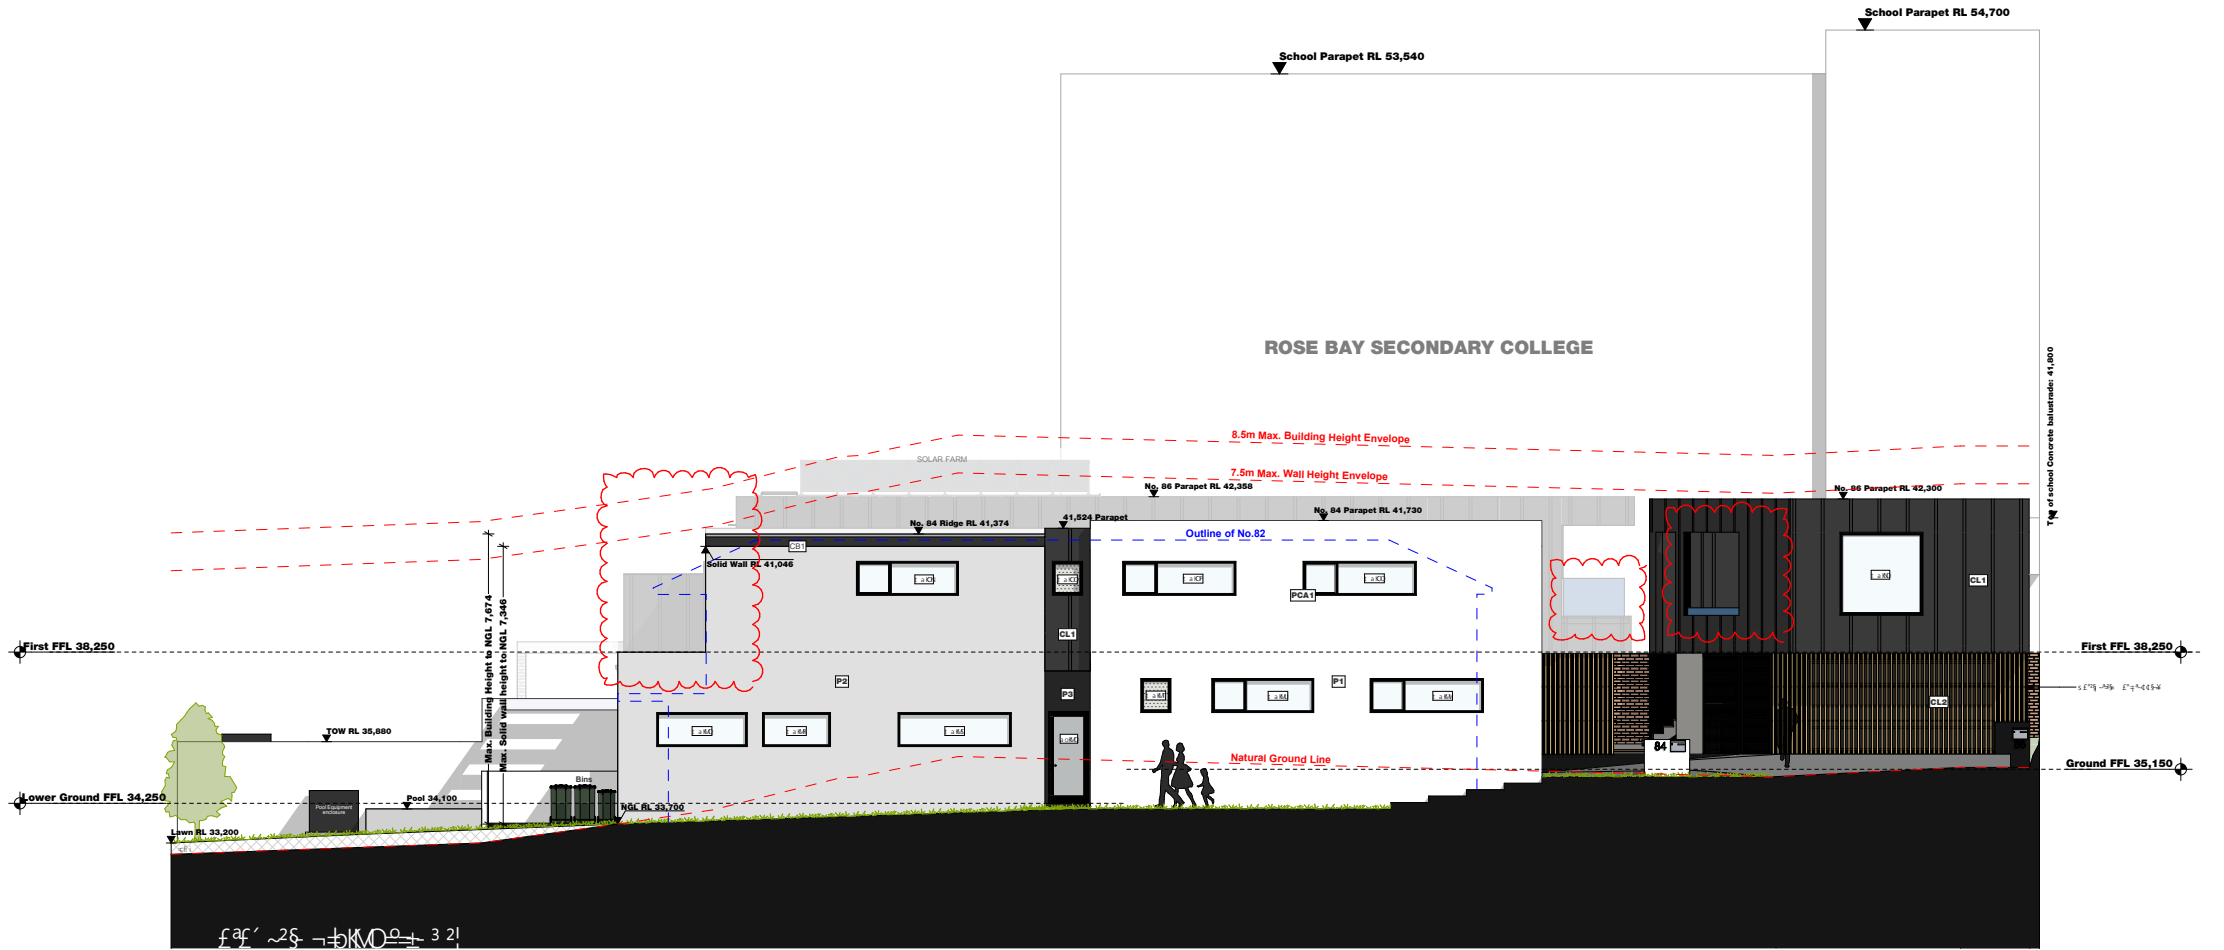 School Parapet RL 54,700
School Parapet RL 53,540
ROSE BAY SECONDARY COLLEGE
Top of school Concrete balustrade: 41,800
8.5m Max. Building Height Envelope
SOLAR FARM
7.5m Max. Wall Height Envelope
No. 86 Parapet RL 42,358
No. 86 Parapet RL 42,300
No. 84 Parapet RL 41,730
41,524 Parapet
No. 84 Ridge RL 41,374
Outline of No.82
CB1
Solid Wall RL 41,046
PCA1
CL1
CL1
Max. Building Height to NGL 7,674
Max. Solid wall height to NGL 7,346
First FFL 38,250
First FFL 38,250
P2
P3
P1
CL2
TOW RL 35,880
84
Natural Ground Line
Ground FFL 35,150
Bins
Lower Ground FFL 34,250
Pool 34,100
Pool Equipment
enclosure
NGL RL 33,700
Lawn RL 33,200